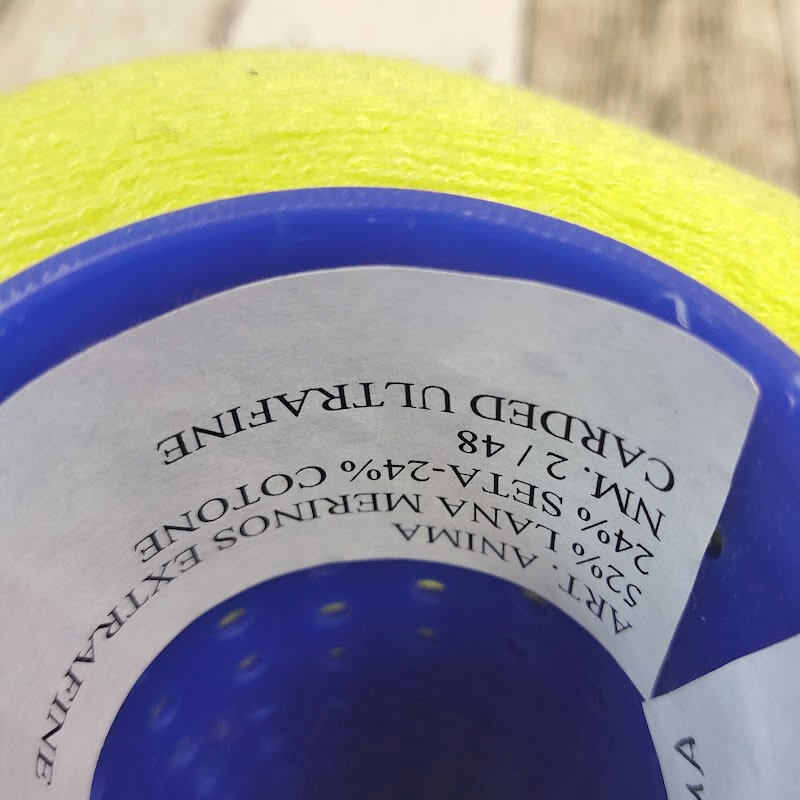 ART. ANIMA
52% LANA MERINOS EXTRAFINE
24% SETA-24% COTONE
NM. 2 / 48
CARDED ULTRAFINE